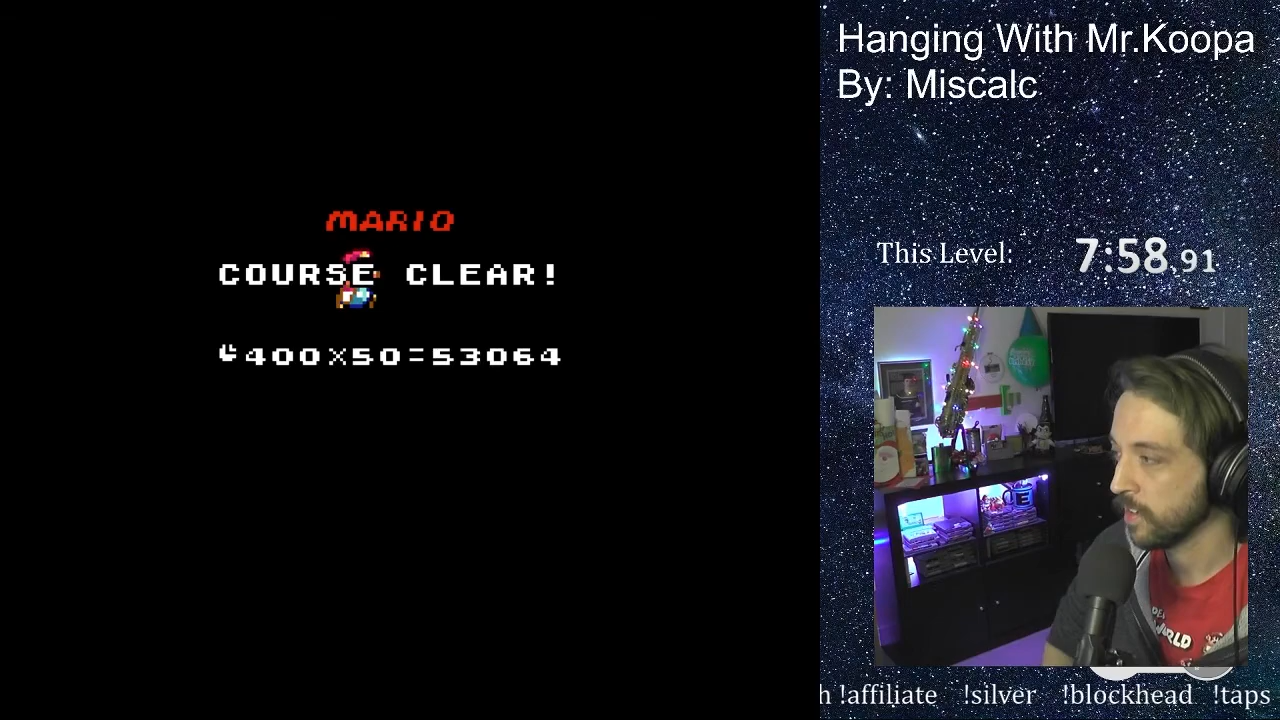 Hanging With Mr.Koopa
By: Miscalc
MARIO
COURSE CLEAR!
400×50=53064
This Level: 7:58.91
WORLD
h !affiliate !silver !blockhead !taps